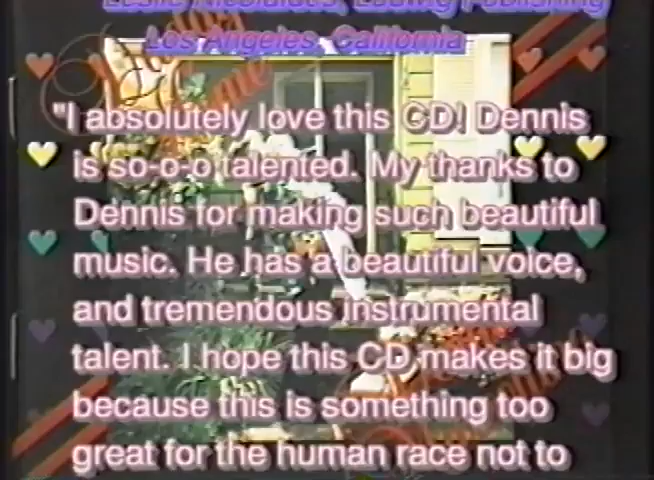 Los Angeles, California
"I absolutely love this CD! Dennis
is so-o-o talented. My thanks to
Dennis for making such beautiful
music. He has a beautiful voice,
and tremendous instrumental
talent. I hope this CD makes it big
because this is something too
great for the human race not to